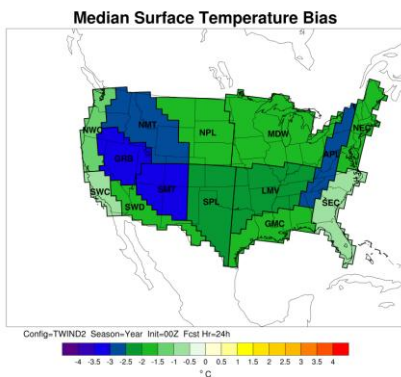 Median Surface Temperature Bias
NWC
NMT
NPL
MDW
NEC
APL
GRB
SMT
SWC
SWD
SPL
LMV
SEC
GMC
Config=TWIND2 Season=Year Init=00Z Fcst Hr=24h
-4 -3.5 -3 -2.5 -2 -1.5 -1 -0.5 0 0.5 1 1.5 2 2.5 3 3.5 4
° C